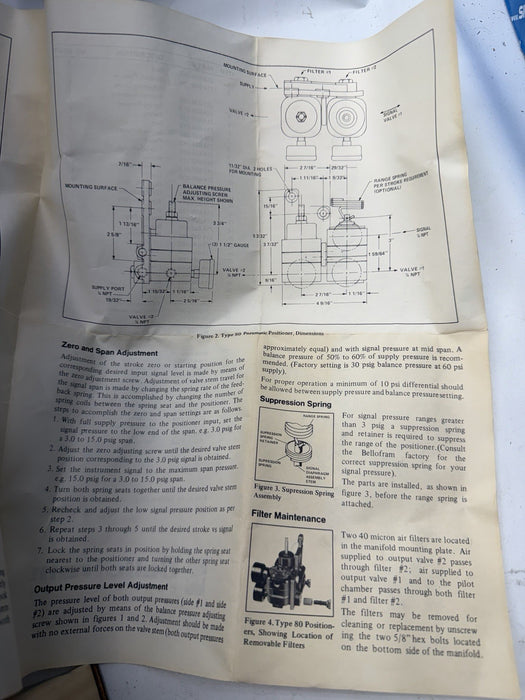 MOUNTING SURFACE
FILTER #1
FILTER #2
SUPPLY
VALVE #2
SIGNAL
VALVE #1
7/16"
11/32" DIA. 2 HOLES
FOR MOUNTING
2 7/16"
29/32"
1 11/16"
1 9/32"
RANGE SPRING
PER STROKE REQUIREMENT
(OPTIONAL)
MOUNTING SURFACE
BALANCE PRESSURE
ADJUSTING SCREW
MAX. HEIGHT SHOWN
15/16"
1 13/16"
2 5/8"
3 3/4"
5 3/32"
3 1/32"
3"
SIGNAL
¼ NPT
(2) 1 1/2" GAUGE
1 59/64"
VALVE #2
¼ NPT
VALVE #1
¼ NPT
SUPPLY PORT
¼ NPT
19/32"
1 15/32"
1 1/16"
2 5/16"
9/16"
2 7/16"
1 1/16"
4 9/16"
VALVE #2
¼ NPT
Figure 2. Type 80 Pneumatic Positioner, Dimensions
Zero and Span Adjustment
Adjustment of the stroke zero or starting position for the
corresponding desired input signal level is made by means of
the zero adjustment screw. Adjustment of valve stem travel for
the signal span is made by changing the spring rate of the feed-
back spring. This is accomplished by changing the number of
spring coils between the spring seat and the positioner. The
steps to accomplish the zero and span settings are as follows.
1. With full supply pressure to the positioner input, set the
signal pressure to the low end of the span, e.g. 3.0 psig for
a 3.0 to 15.0 psig span.
2. Adjust the zero adjusting screw until the desired valve stem
position corresponding to the 3.0 psig signal is obtained.
3. Set the instrument signal to the maximum span pressure,
e.g. 15.0 psig for a 3.0 to 15.0 psig span.
4. Turn both spring seats together until the desired valve stem
position is obtained.
5. Recheck and adjust the low signal pressure position as per
step 2.
6. Repeat steps 3 through 5 until the desired stroke vs signal
is obtained.
7. Lock the spring seats in position by holding the spring seat
nearest to the positioner and turning the other spring seat
clockwise until both seats are locked together.
Output Pressure Level Adjustment
The pressure level of both output pressures (side #1 and side
#2) are adjusted by means of the balance pressure adjusting
screw shown in figures 1 and 2. Adjustment should be made
with no external forces on the valve stem (both output pressures
approximately equal) and with signal pressure at mid span. A
balance pressure of 50% to 60% of supply pressure is recom-
mended. (Factory setting is 30 psig balance pressure at 60 psi
supply).
For proper operation a minimum of 10 psi differential should
be allowed between supply and balance pressure setting.
Suppression Spring
RANGE SPRING
SUPRESSION
SPRING
RETAINER
SUPRESSION
SPRING
SIGNAL
DIAPHRAGM
ASSEMBLY
STEM
Figure 3. Supression Spring
Assembly
For signal pressure ranges greater
than 3 psig a suppression spring
and retainer is required to suppress
the range of the positioner. (Consult
the Bellofram factory for the
correct suppression spring for your
signal pressure.)
The parts are installed, as shown in
figure 3, before the range spring is
attached.
Filter Maintenance
Figure 4. Type 80 Position-
ers, Showing Location of
Removable Filters
Two 40 micron air filters are located
in the manifold mounting plate. Air
supplied to output valve #2 passes
through filter #2; air supplied to
output valve #1 and to the pilot
chamber passes through both filter
#1 and filter #2.
The filters may be removed for
cleaning or replacement by unscrew
ing the two 5/8" hex bolts located
on the bottom side of the manifold.